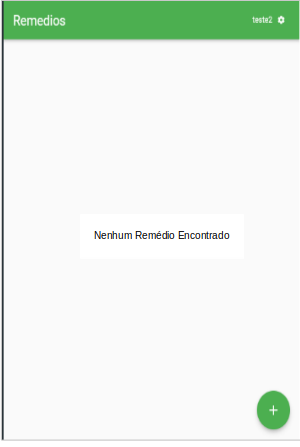 Remedios
teste2
Nenhum Remédio Encontrado
+